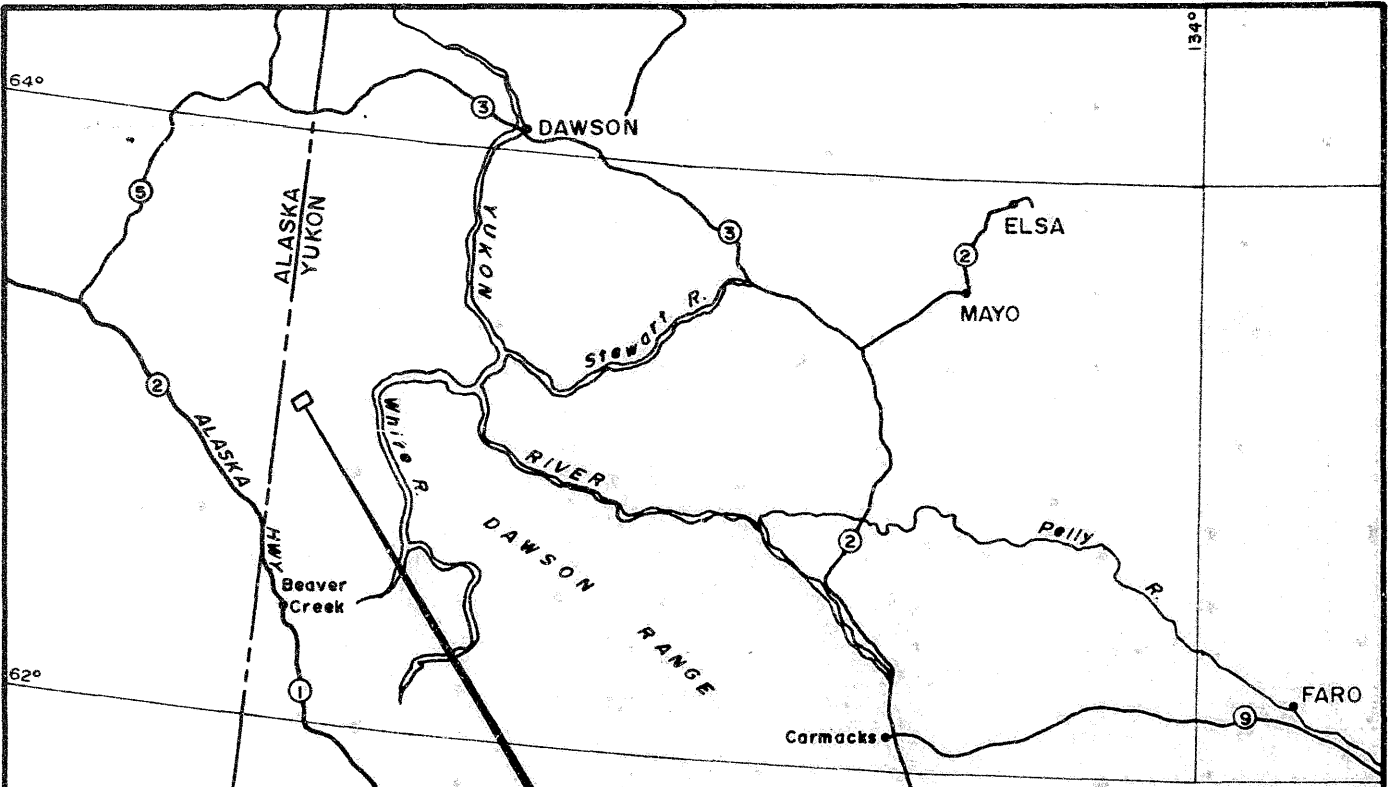 134°
64°
3
DAWSON
5
ALASKA
YUKON
YUKON
3
ELSA
2
MAYO
Stewart R.
2
ALASKA
HWY
White R.
RIVER
DAWSON
RANGE
2
Pelly
R.
Beaver
Creek
62°
1
FARO
9
Carmacks